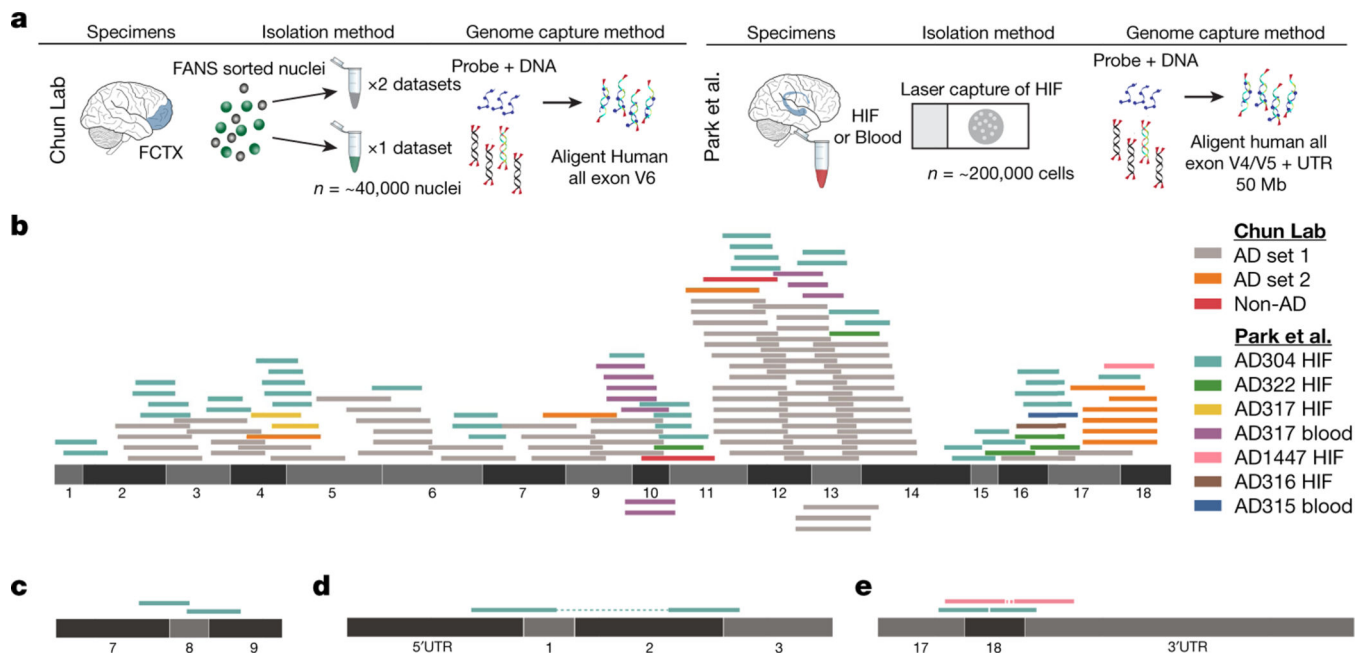 a
Specimens Isolation method Genome capture method
Chun Lab
FANS sorted nuclei
×2 datasets
×1 dataset
n = ~40,000 nuclei
FCTX
Probe + DNA
Aligent Human
all exon V6
Specimens Isolation method Genome capture method
Park et al.
HIF
or Blood
Laser capture of HIF
n = ~200,000 cells
Probe + DNA
Aligent human all
exon V4/V5 + UTR
50 Mb
b
1 2 3 4 5 6 7 9 10 11 12 13 14 15 16 17 18
Chun Lab
AD set 1
AD set 2
Non-AD
Park et al.
AD304 HIF
AD322 HIF
AD317 HIF
AD317 blood
AD1447 HIF
AD316 HIF
AD315 blood
c
7 8 9
d
5′UTR 1 2 3
e
17 18 3′UTR